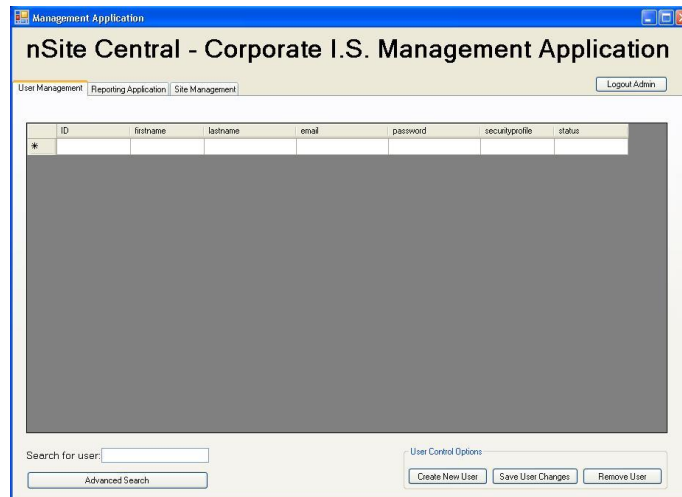 Management Application
nSite Central - Corporate I.S. Management Application
User Management Reporting Application Site Management Logout Admin
ID firstname lastname email password securityprofile status
*
Search for user:
User Control Options
Advanced Search Create New User Save User Changes Remove User